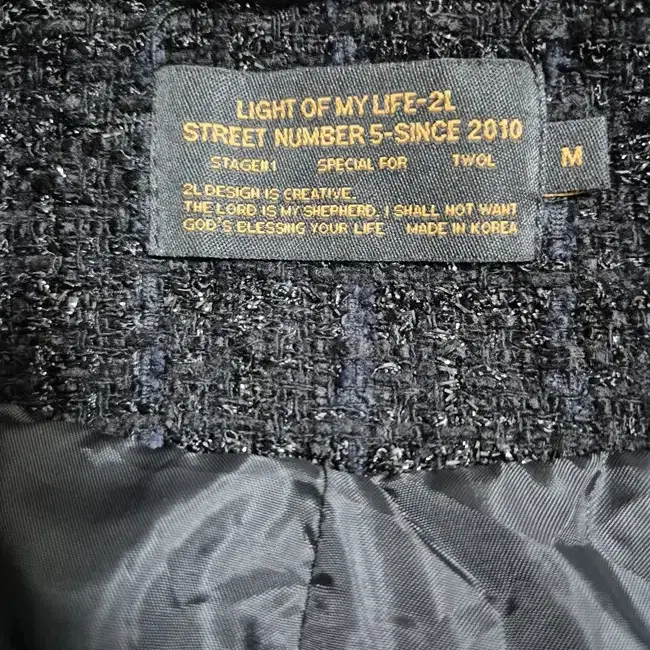 LIGHT OF MY LIFE-2L
STREET NUMBER 5-SINCE 2010
STAGE#1 SPECIAL FOR TWOL
2L DESIGN IS CREATIVE.
THE LORD IS MY SHEPHERD, I SHALL NOT WANT
GOD'S BLESSING YOUR LIFE MADE IN KOREA
M